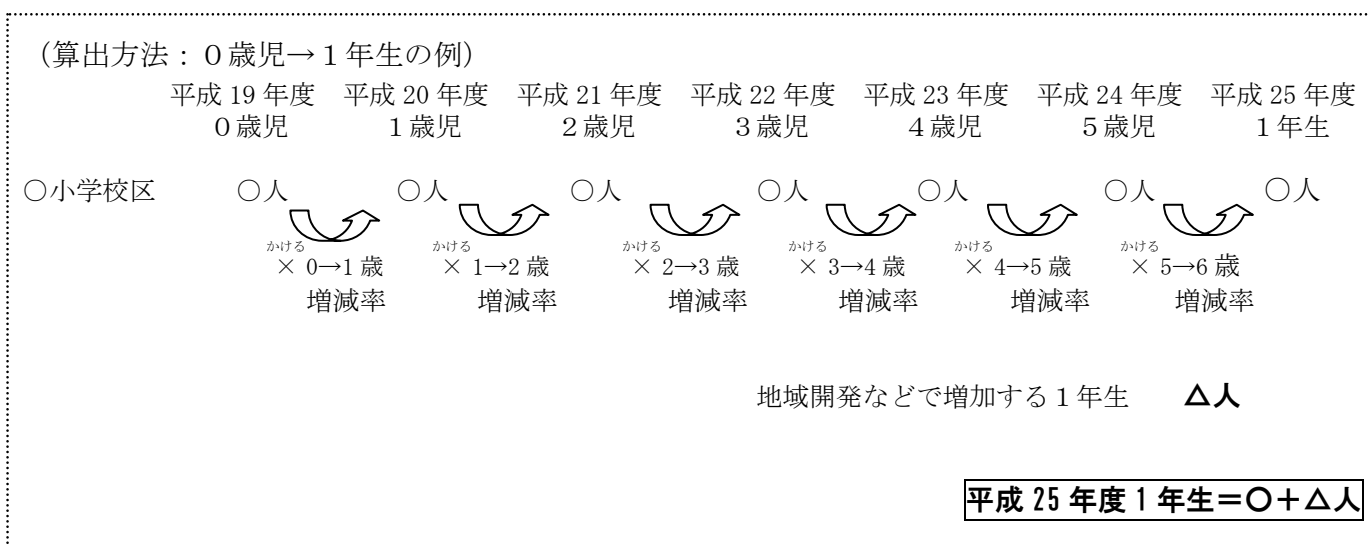 （算出方法：０歳児→１年生の例）
平成 19 年度　平成 20 年度　平成 21 年度　平成 22 年度　平成 23 年度　平成 24 年度　平成 25 年度
０歳児　１歳児　２歳児　３歳児　４歳児　５歳児　１年生
○小学校区　○人　○人　○人　○人　○人　○人　○人
かける　かける　かける　かける　かける　かける
× 0→1 歳　× 1→2 歳　× 2→3 歳　× 3→4 歳　× 4→5 歳　× 5→6 歳
増減率　増減率　増減率　増減率　増減率　増減率
地域開発などで増加する１年生　△人
平成 25 年度１年生＝○＋△人